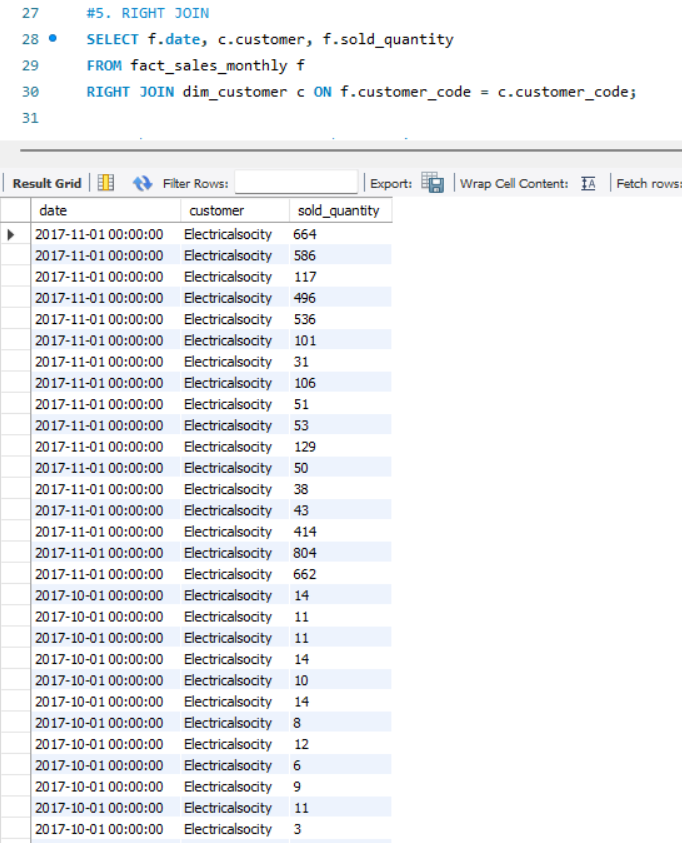 27 #5. RIGHT JOIN
28 SELECT f.date, c.customer, f.sold_quantity
29 FROM fact_sales_monthly f
30 RIGHT JOIN dim_customer c ON f.customer_code = c.customer_code;
31
Result Grid Filter Rows: Export: Wrap Cell Content: IA Fetch rows:
date customer sold_quantity
2017-11-01 00:00:00 Electricalsocity 664
2017-11-01 00:00:00 Electricalsocity 586
2017-11-01 00:00:00 Electricalsocity 117
2017-11-01 00:00:00 Electricalsocity 496
2017-11-01 00:00:00 Electricalsocity 536
2017-11-01 00:00:00 Electricalsocity 101
2017-11-01 00:00:00 Electricalsocity 31
2017-11-01 00:00:00 Electricalsocity 106
2017-11-01 00:00:00 Electricalsocity 51
2017-11-01 00:00:00 Electricalsocity 53
2017-11-01 00:00:00 Electricalsocity 129
2017-11-01 00:00:00 Electricalsocity 50
2017-11-01 00:00:00 Electricalsocity 38
2017-11-01 00:00:00 Electricalsocity 43
2017-11-01 00:00:00 Electricalsocity 414
2017-11-01 00:00:00 Electricalsocity 804
2017-11-01 00:00:00 Electricalsocity 662
2017-10-01 00:00:00 Electricalsocity 14
2017-10-01 00:00:00 Electricalsocity 11
2017-10-01 00:00:00 Electricalsocity 11
2017-10-01 00:00:00 Electricalsocity 14
2017-10-01 00:00:00 Electricalsocity 10
2017-10-01 00:00:00 Electricalsocity 14
2017-10-01 00:00:00 Electricalsocity 8
2017-10-01 00:00:00 Electricalsocity 12
2017-10-01 00:00:00 Electricalsocity 6
2017-10-01 00:00:00 Electricalsocity 9
2017-10-01 00:00:00 Electricalsocity 11
2017-10-01 00:00:00 Electricalsocity 3